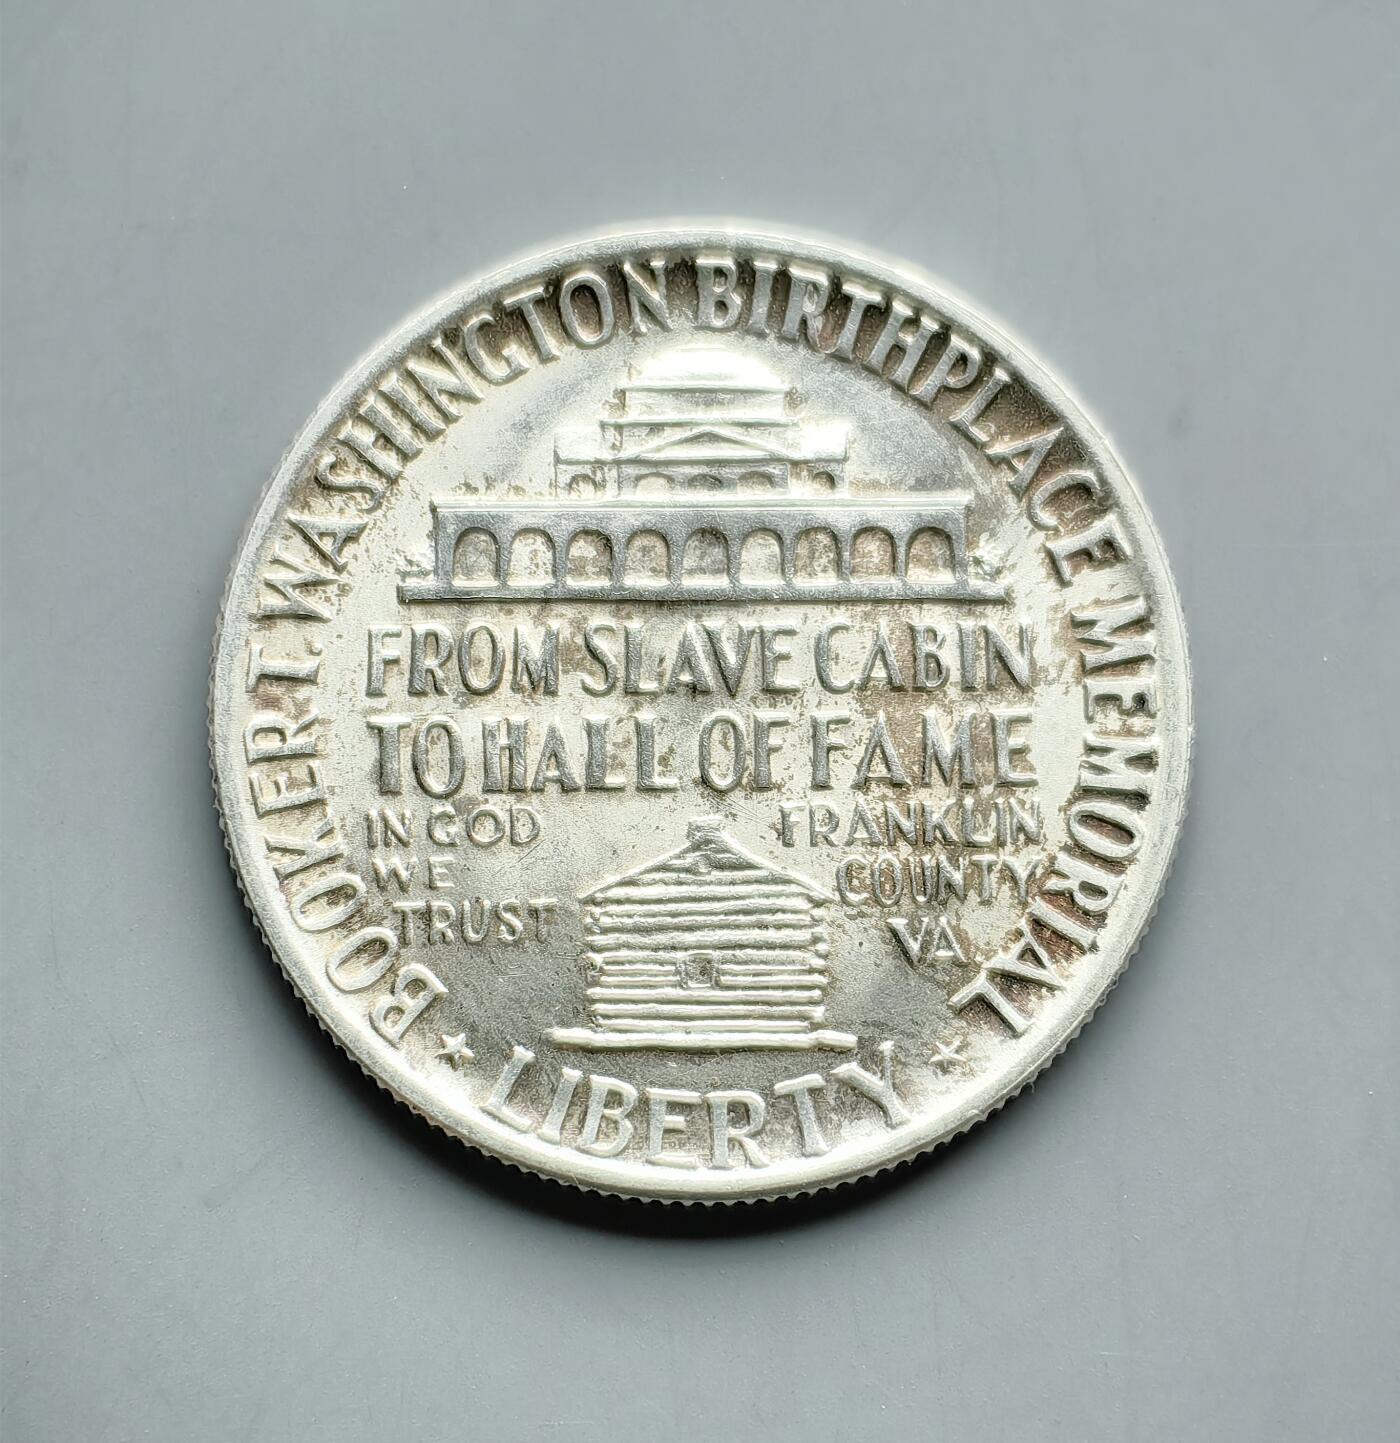 BOOKER T. WASHINGTON BIRTHPLACE MEMORIAL
FROM SLAVE CABIN
TO HALL OF FAME
IN GOD
WE
TRUST
FRANKLIN
COUNTY
VA.
LIBERTY